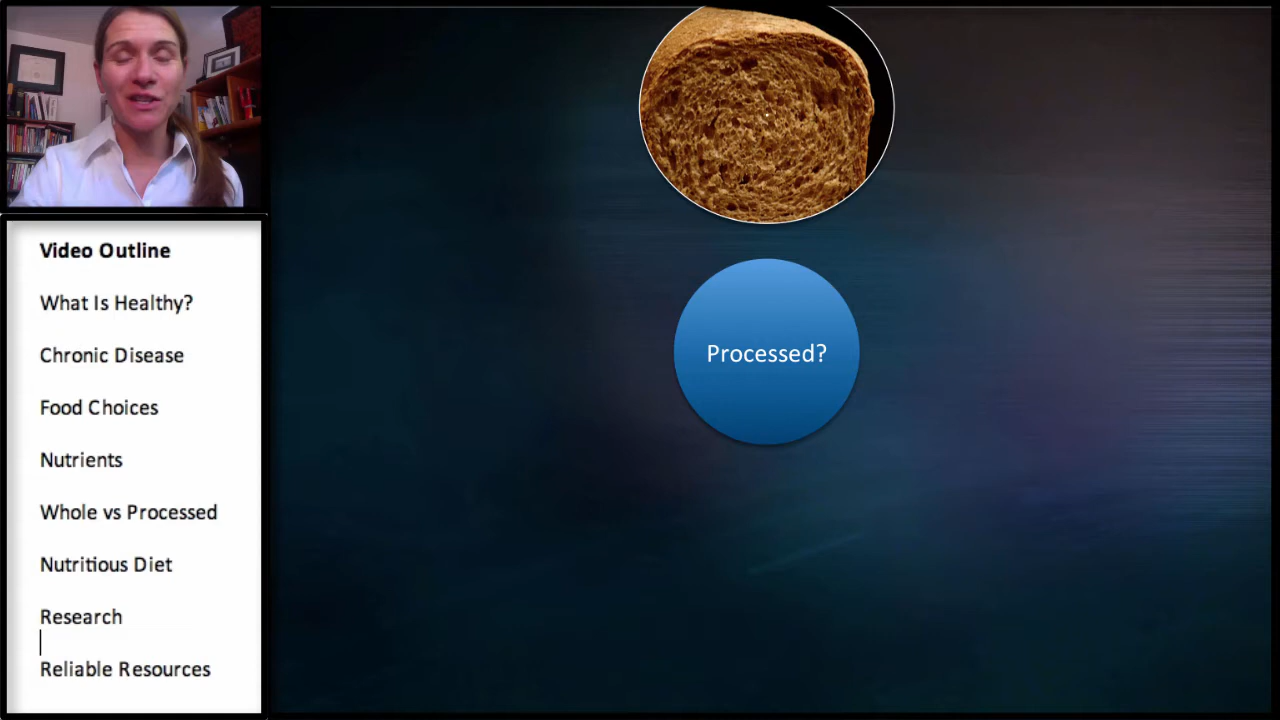 Video Outline
What Is Healthy?
Chronic Disease
Food Choices
Nutrients
Whole vs Processed
Nutritious Diet
Research
Reliable Resources
Processed?